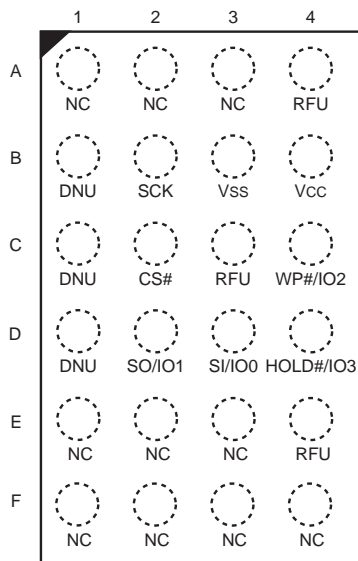 1 2 3 4
A
NC NC NC RFU
B
DNU SCK VSS VCC
C
DNU CS# RFU WP#/IO2
D
DNU SO/IO1 SI/IO0 HOLD#/IO3
E
NC NC NC RFU
F
NC NC NC NC